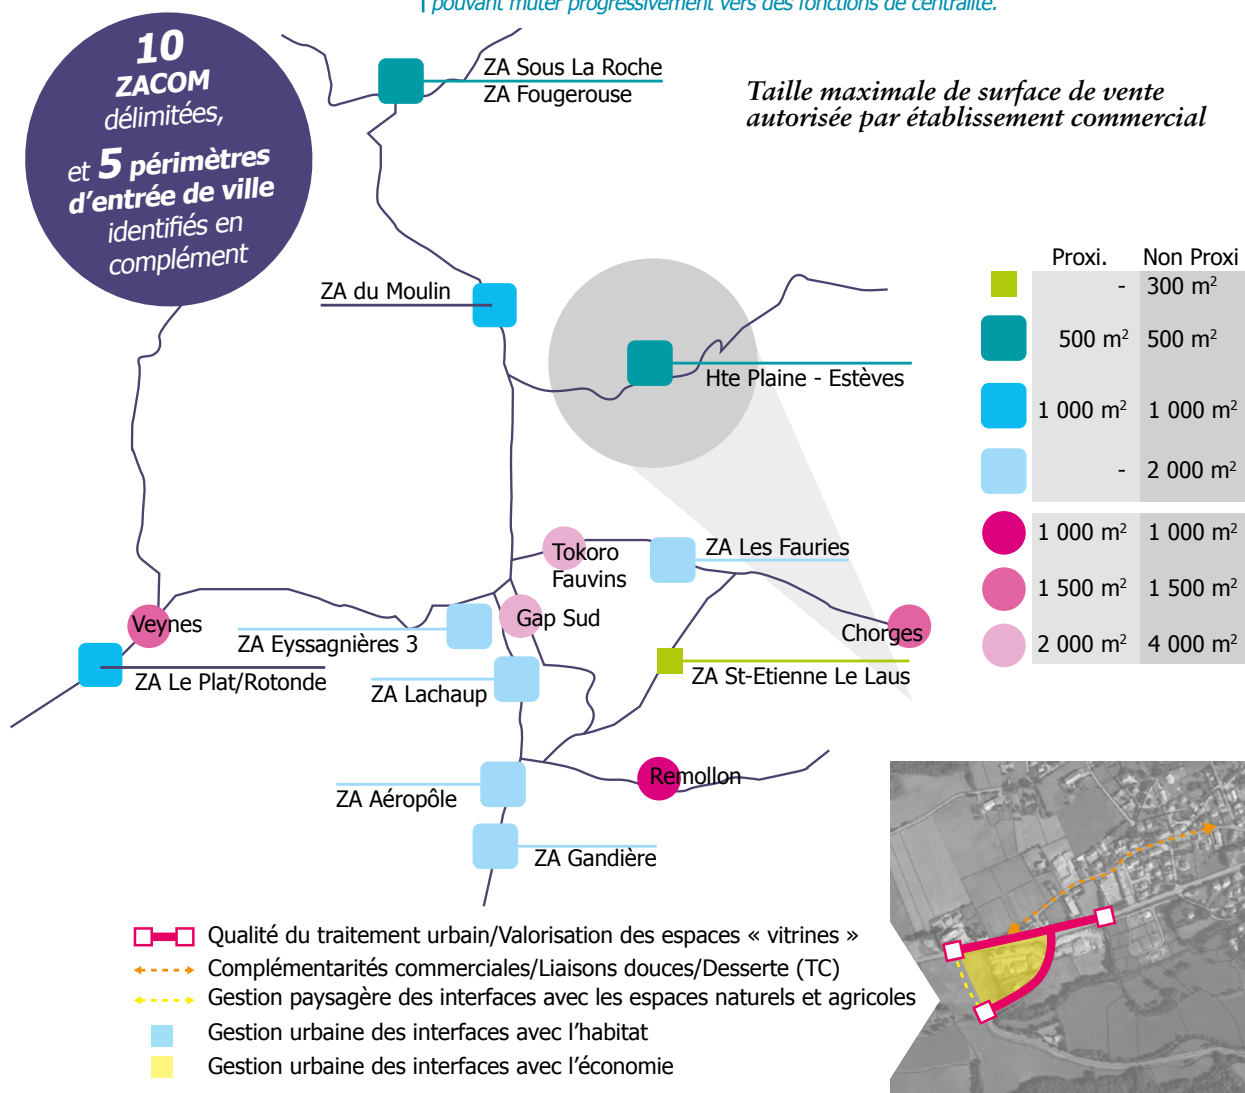 pouvant muter progressivement vers des fonctions de centralité.
10
ZACOM
délimitées,
et 5 périmètres
d'entrée de ville
identifiés en
complément
ZA Sous La Roche
ZA Fougerouse
Taille maximale de surface de vente
autorisée par établissement commercial
Proxi. Non Proxi
- 300 m²
500 m² 500 m²
1 000 m² 1 000 m²
- 2 000 m²
1 000 m² 1 000 m²
1 500 m² 1 500 m²
2 000 m² 4 000 m²
ZA du Moulin
Hte Plaine - Estèves
Tokoro
Fauvins
ZA Les Fauries
Veynes
Gap Sud
Chorges
ZA Eyssagnières 3
ZA Le Plat/Rotonde
ZA Lachaup
ZA St-Etienne Le Laus
Remollon
ZA Aéropôle
ZA Gandière
Qualité du traitement urbain/Valorisation des espaces « vitrines »
Complémentarités commerciales/Liaisons douces/Desserte (TC)
Gestion paysagère des interfaces avec les espaces naturels et agricoles
Gestion urbaine des interfaces avec l'habitat
Gestion urbaine des interfaces avec l'économie